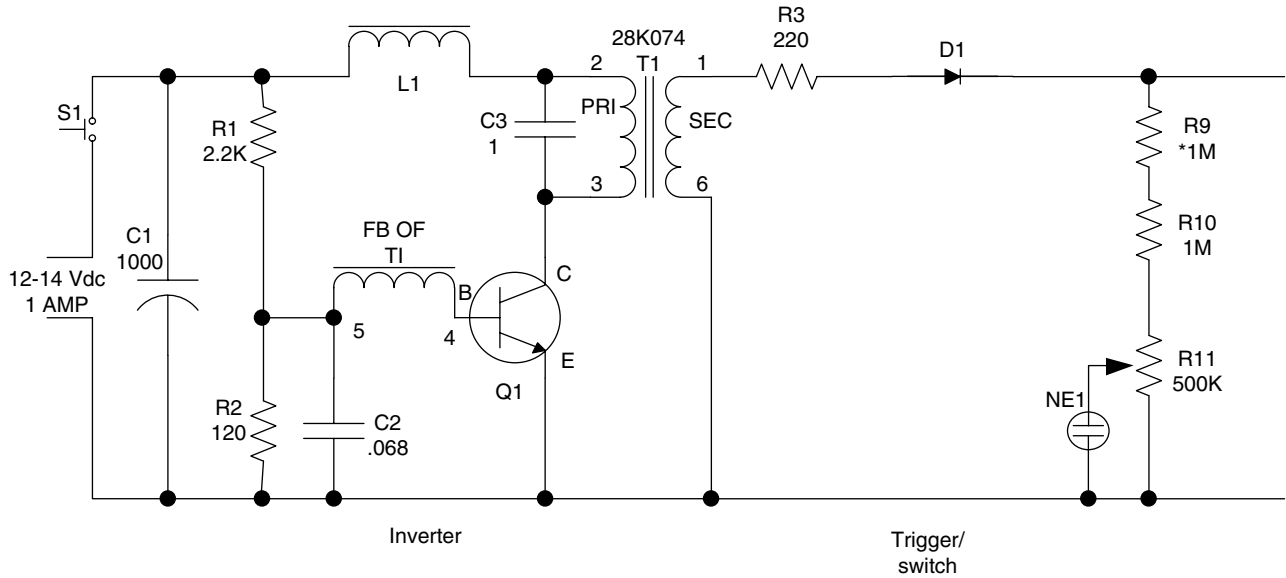 R3
220
28K074
T1
2
1
D1
L1
S1
PRI
SEC
C3
1
R1
2.2K
R9
*1M
3
6
R10
1M
FB OF
TI
C1
1000
12-14 Vdc
1 AMP
B
C
5
4
E
Q1
R11
500K
NE1
R2
120
C2
.068
Inverter
Trigger/
switch